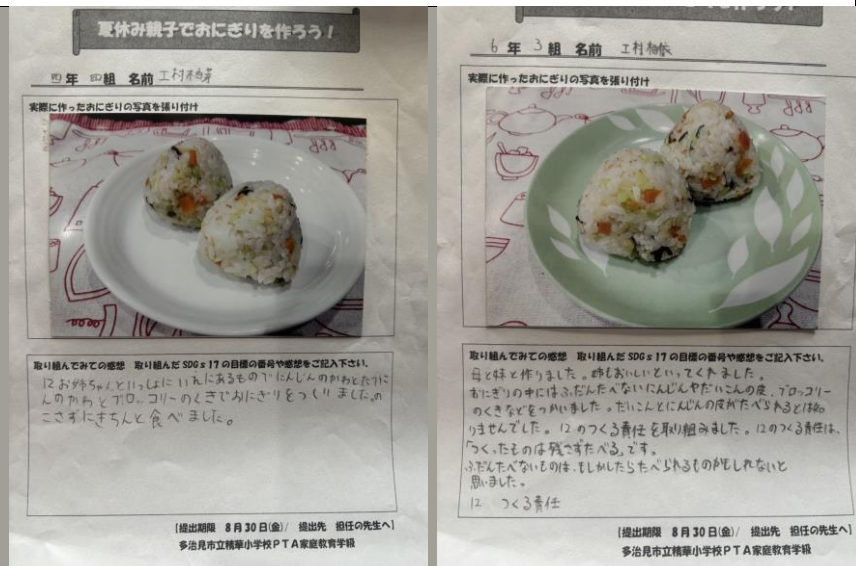 夏休み親子でおにぎりを作ろう！
四年 四組 名前
実際に作ったおにぎりの写真を張り付け
取り組んでみての感想 取り組んだSDGs17の目標の番号や感想をご記入下さい。
12お姉ちゃんといっしょに いえにあるものでにんじんのかわとだいこ
んのかわとブロッコリーのくきでおにぎりをつくりました。の
こさずにきちんと食べました。
[提出期限 8月30日(金)/ 提出先 担任の先生へ]
多治見市立精華小学校PTA家庭教育学級
6年 3組 名前
実際に作ったおにぎりの写真を張り付け
取り組んでみての感想 取り組んだSDGs17の目標の番号や感想をご記入下さい。
母と妹と作りました。姉もおいしいといってくれました。
おにぎりの中にはふだんたべないにんじんやだいこんの皮、ブロッコリー
のくきなどをつかいました。だいこんとにんじんの皮がたべられるとは知
りませんでした。12のつくる責任を取り組みました。12のつくる責任は、
「つくったものは残さずたべる」です。
ふだんたべないものは、もしかしたらたべられるものかもしれないと
思いました。
12 つくる責任
[提出期限 8月30日(金)/ 提出先 担任の先生へ]
多治見市立精華小学校PTA家庭教育学級